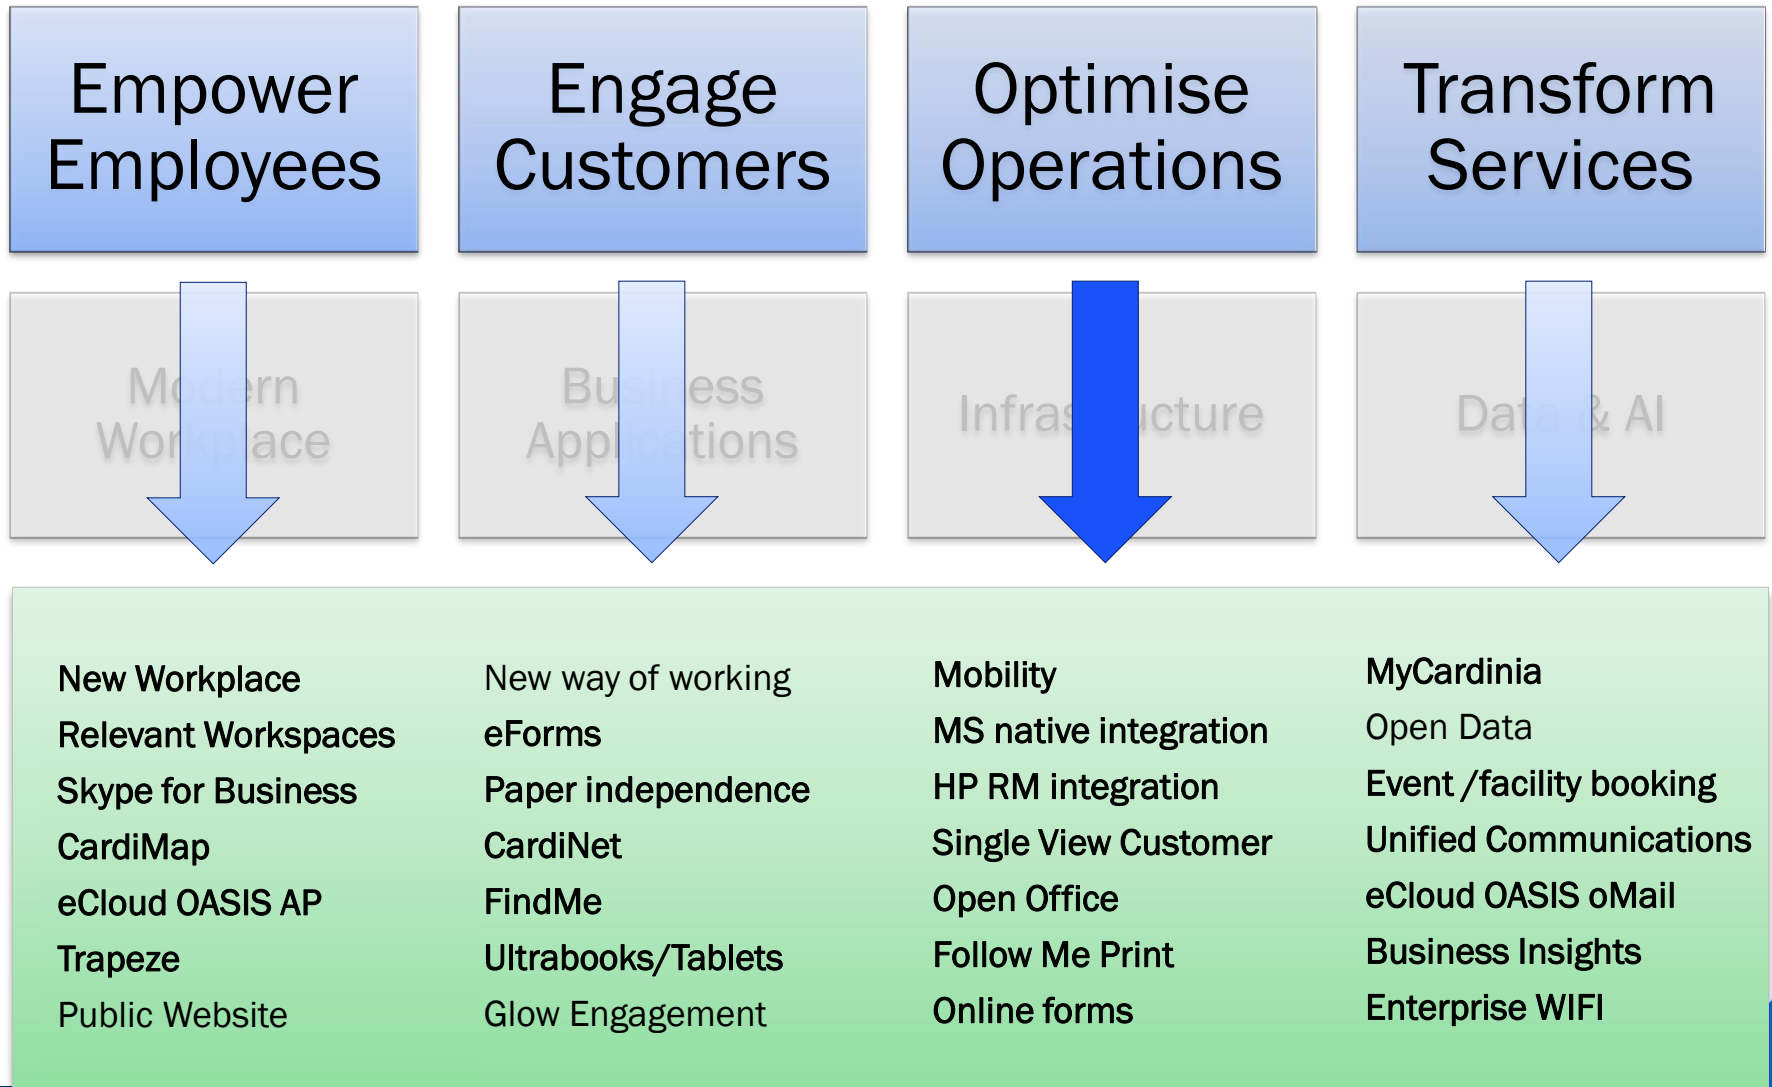 Empower
Employees
Engage
Customers
Optimise
Operations
Transform
Services
Modern
Workplace
Business
Applications
Infrastructure
Data & AI
New Workplace
Relevant Workspaces
Skype for Business
CardiMap
eCloud OASIS AP
Trapeze
Public Website
New way of working
eForms
Paper independence
CardiNet
FindMe
Ultrabooks/Tablets
Glow Engagement
Mobility
MS native integration
HP RM integration
Single View Customer
Open Office
Follow Me Print
Online forms
MyCardinia
Open Data
Event /facility booking
Unified Communications
eCloud OASIS oMail
Business Insights
Enterprise WIFI